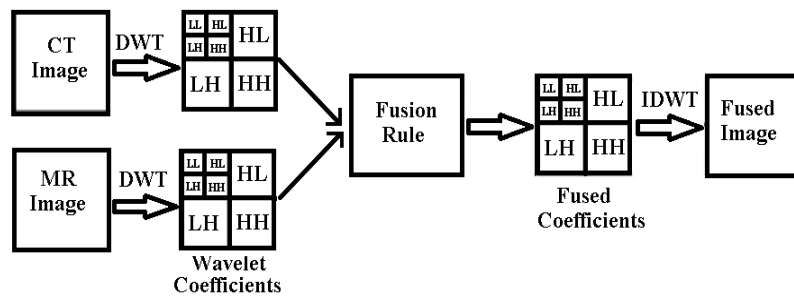 CT
Image
DWT
LL HL
LH HH
HL
LH HH
MR
Image
DWT
LL HL
LH HH
HL
LH HH
Wavelet
Coefficients
Fusion
Rule
LL HL
LH HH
HL
LH HH
Fused
Coefficients
IDWT
Fused
Image